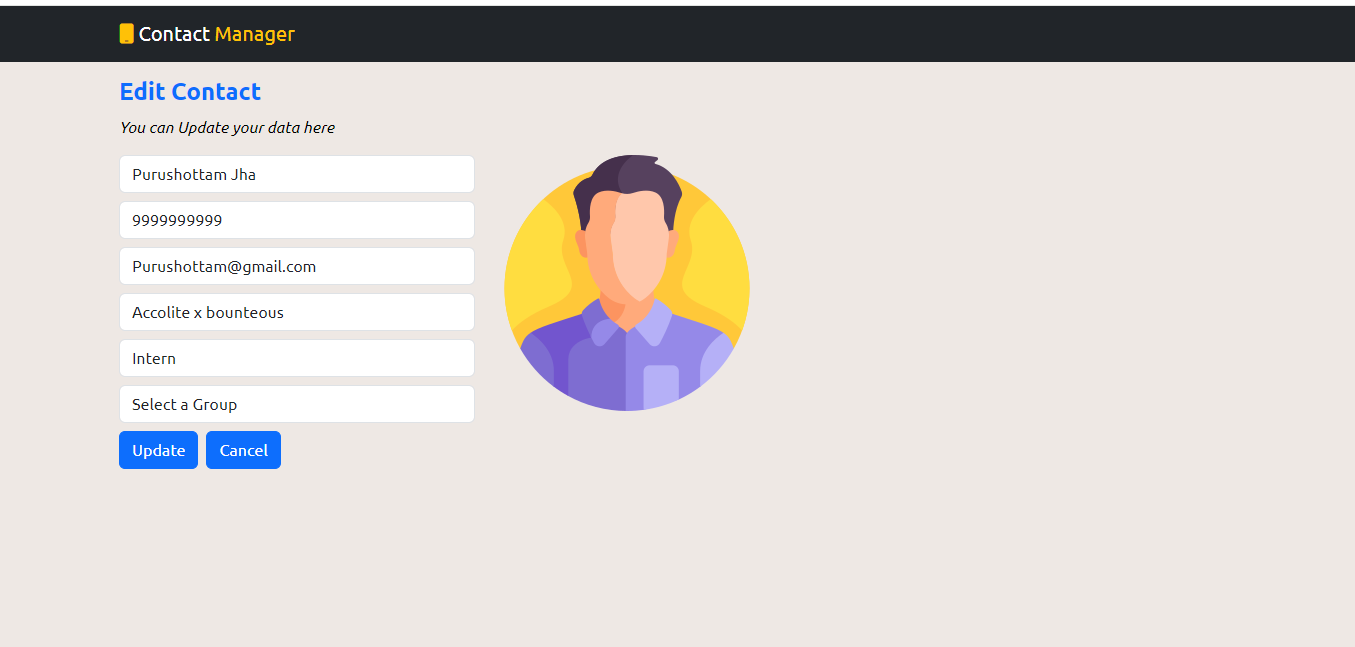 Contact Manager
Edit Contact
You can Update your data here
Purushottam Jha
9999999999
Purushottam@gmail.com
Accolite x bounteous
Intern
Select a Group
Update Cancel